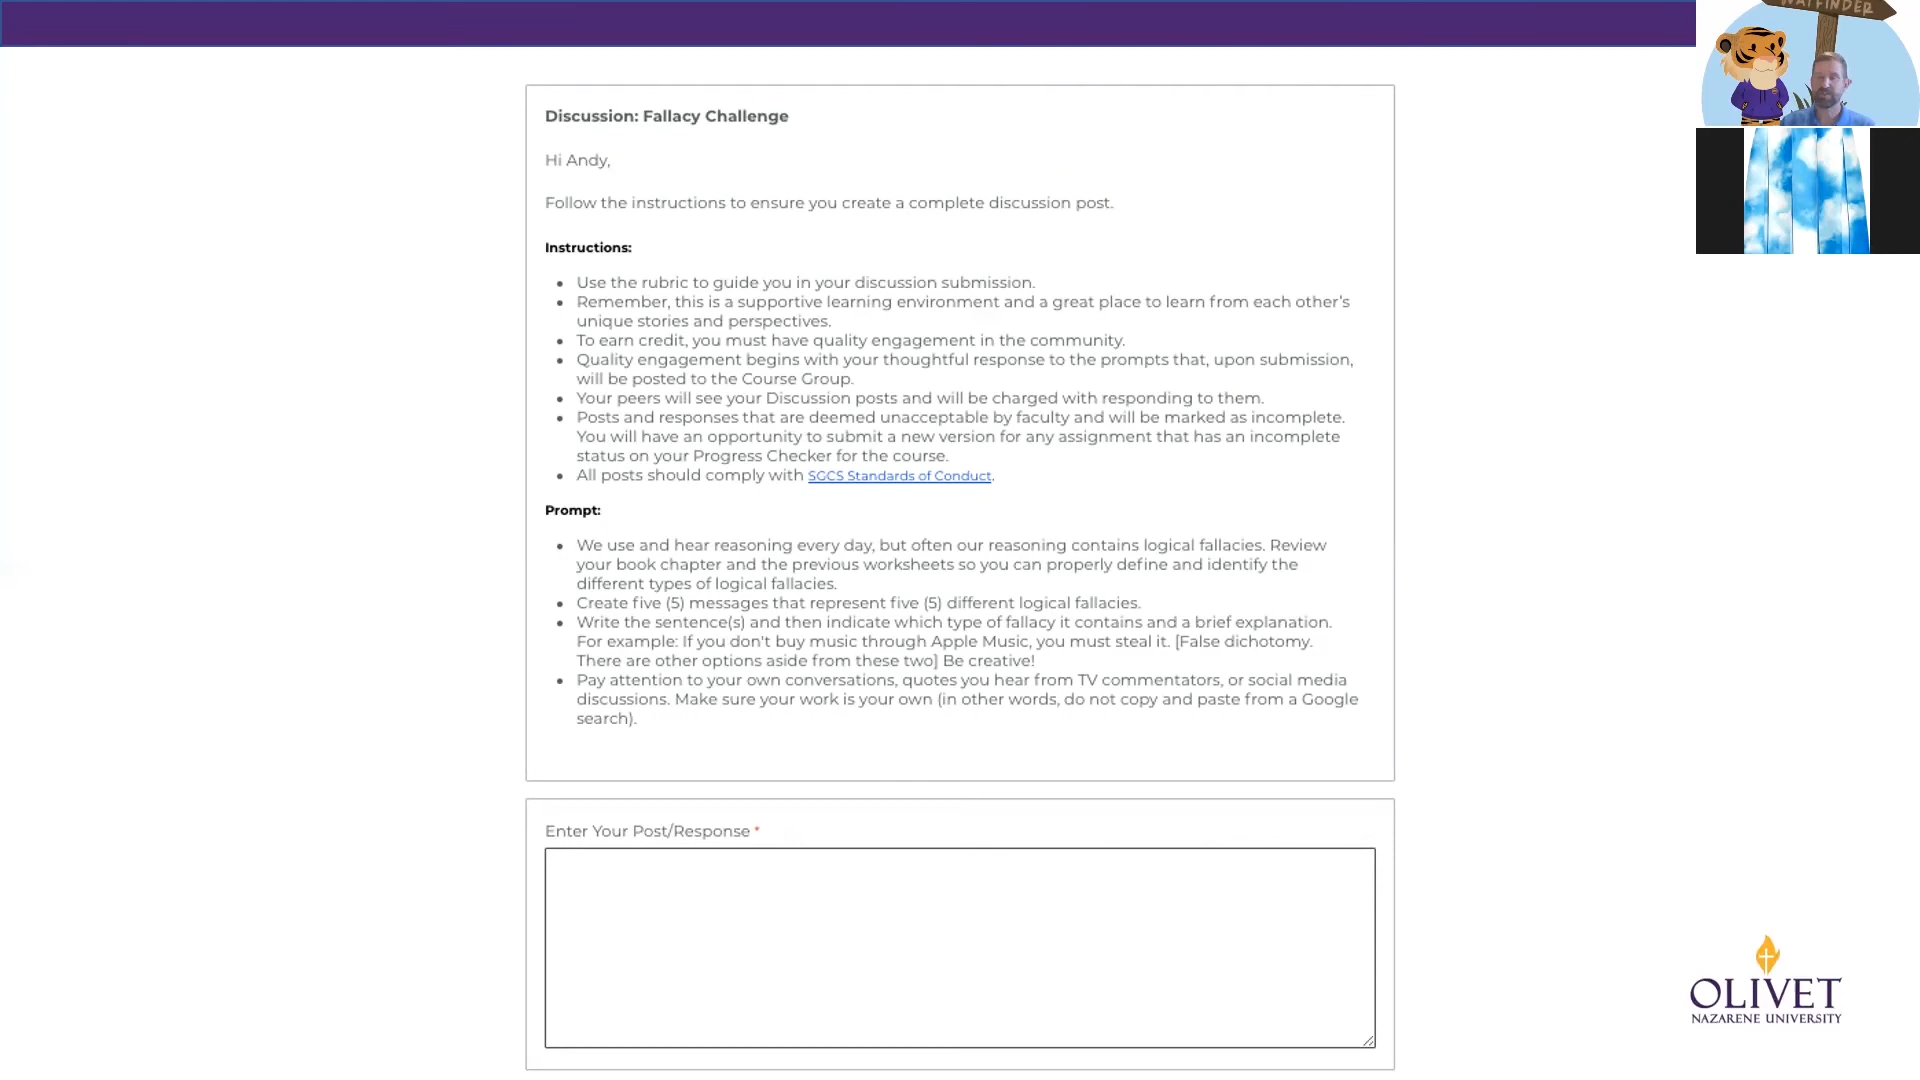 WAYFINDER
Discussion: Fallacy Challenge
Hi Andy,
Follow the instructions to ensure you create a complete discussion post.
Instructions:
• Use the rubric to guide you in your discussion submission.
• Remember, this is a supportive learning environment and a great place to learn from each other’s
unique stories and perspectives.
• To earn credit, you must have quality engagement in the community.
• Quality engagement begins with your thoughtful response to the prompts that, upon submission,
will be posted to the Course Group.
• Your peers will see your Discussion posts and will be charged with responding to them.
• Posts and responses that are deemed unacceptable by faculty and will be marked as incomplete.
You will have an opportunity to submit a new version for any assignment that has an incomplete
status on your Progress Checker for the course.
• All posts should comply with SGCS Standards of Conduct.
Prompt:
• We use and hear reasoning every day, but often our reasoning contains logical fallacies. Review
your book chapter and the previous worksheets so you can properly define and identify the
different types of logical fallacies.
• Create five (5) messages that represent five (5) different logical fallacies.
• Write the sentence(s) and then indicate which type of fallacy it contains and a brief explanation.
For example: If you don't buy music through Apple Music, you must steal it. [False dichotomy.
There are other options aside from these two] Be creative!
• Pay attention to your own conversations, quotes you hear from TV commentators, or social media
discussions. Make sure your work is your own (in other words, do not copy and paste from a Google
search).
Enter Your Post/Response *
OLIVET
NAZARENE UNIVERSITY